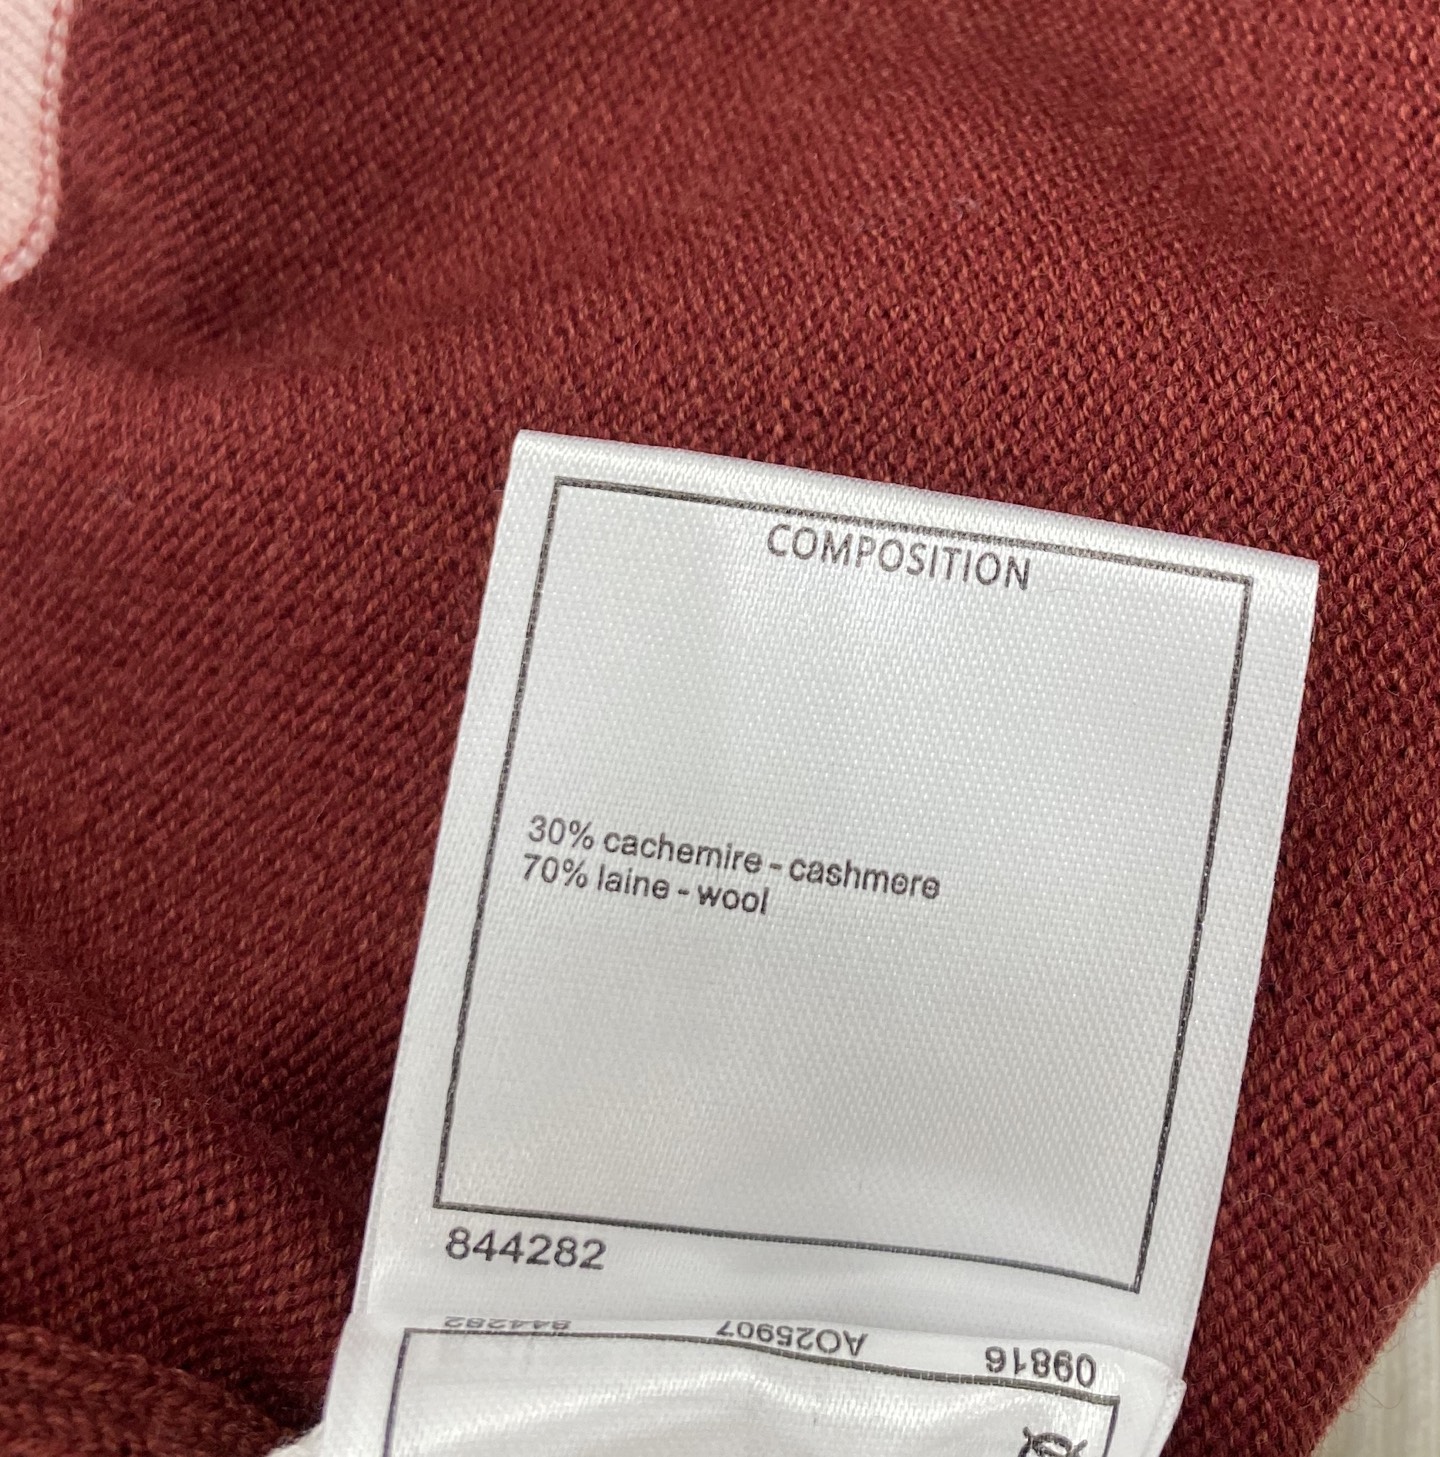 COMPOSITION
30% cachemire - cashmere
70% laine - wool
844282
09816 AO25907 844282